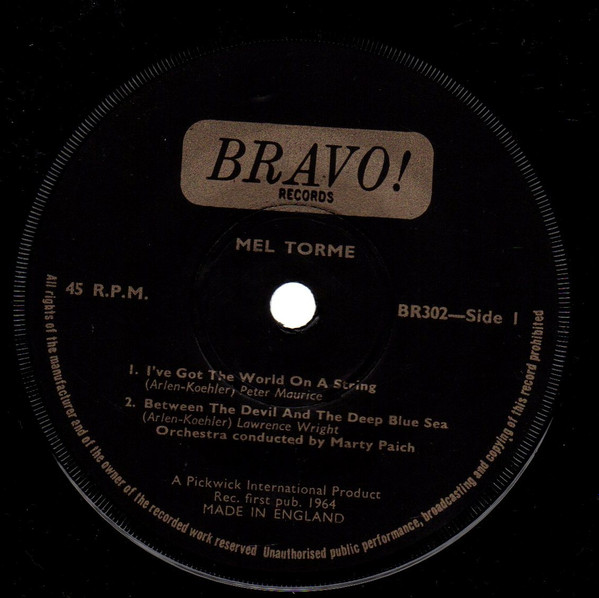 BRAVO!
RECORDS
MEL TORME
45 R.P.M.
BR302—Side 1
1. I've Got The World On A String
(Arlen-Koehler) Peter Maurice
2. Between The Devil And The Deep Blue Sea
(Arlen-Koehler) Lawrence Wright
Orchestra conducted by Marty Paich
A Pickwick International Product
Rec. first pub. 1964
MADE IN ENGLAND
All rights of the manufacturer and of the owner of the recorded work reserved Unauthorised public performance, broadcasting and copying of this record prohibited